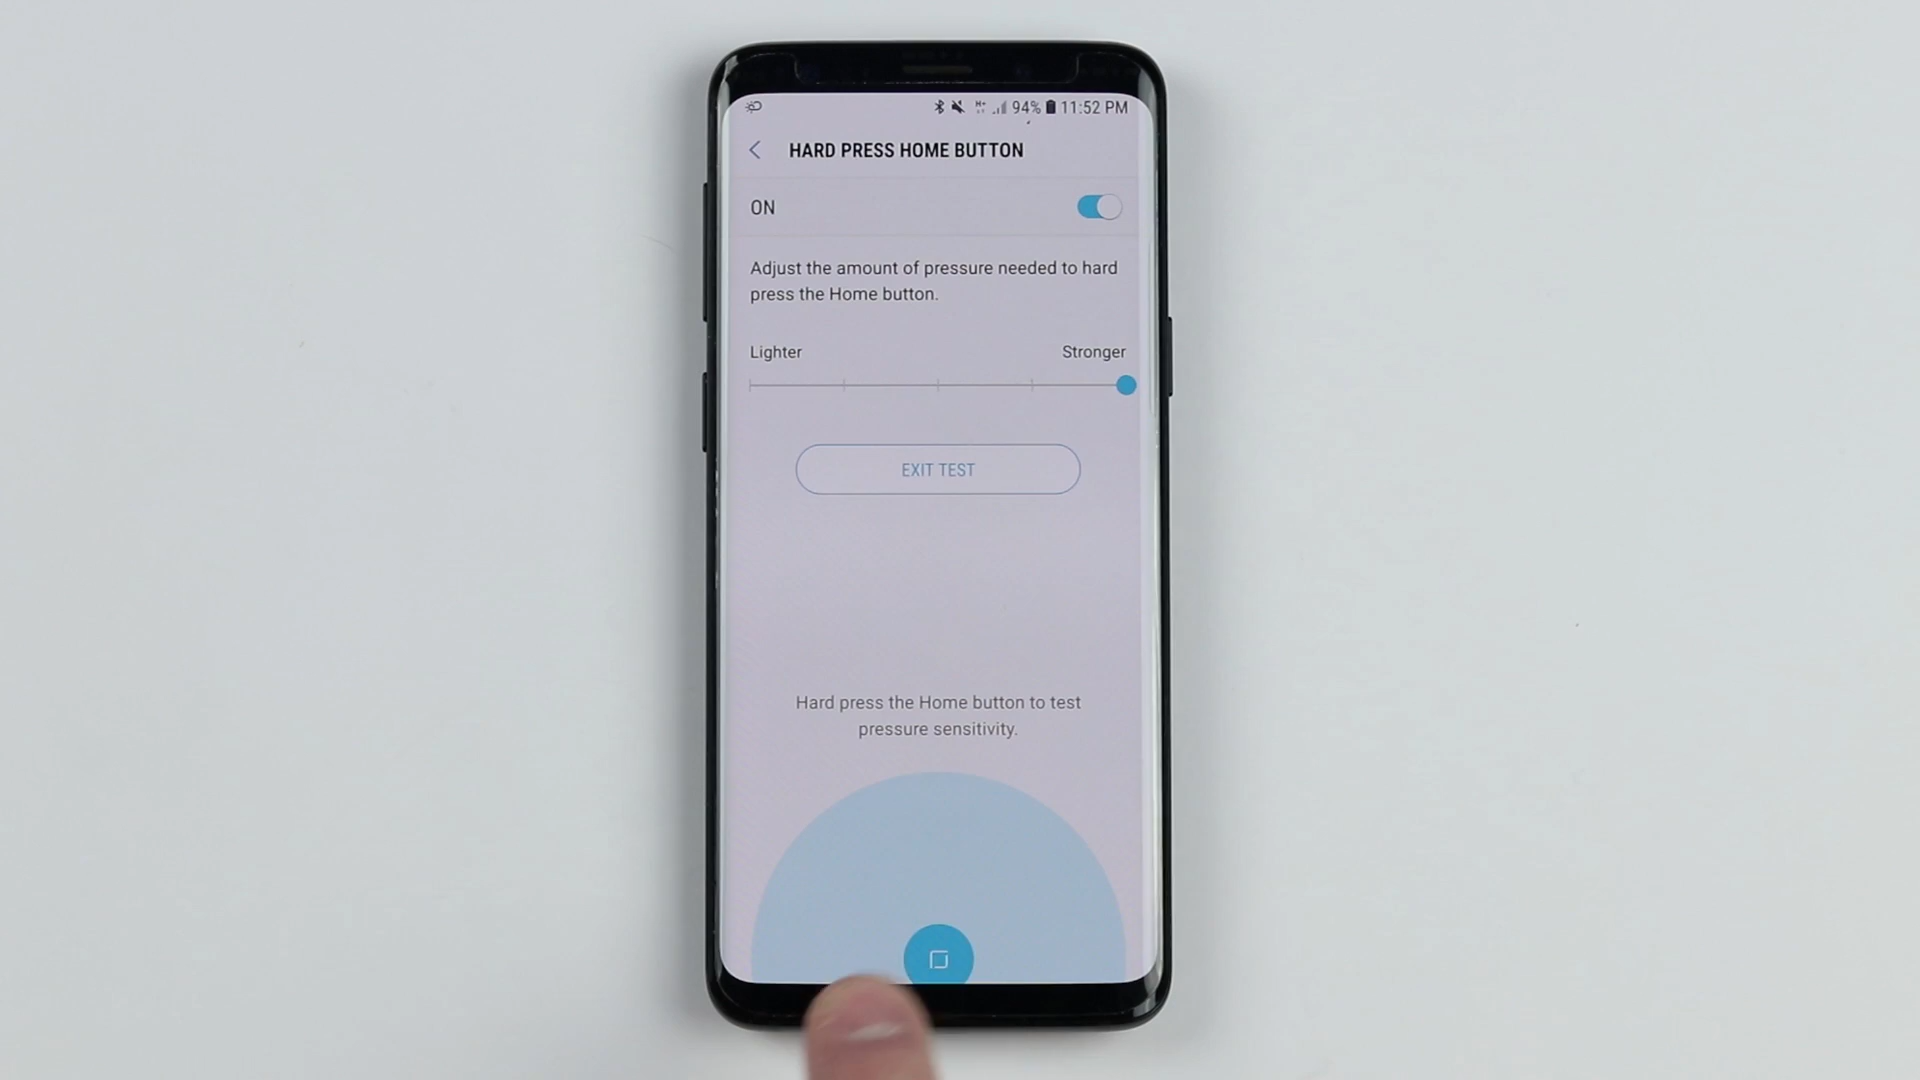 94% 11:52 PM
HARD PRESS HOME BUTTON
ON
Adjust the amount of pressure needed to hard
press the Home button.
Lighter Stronger
EXIT TEST
Hard press the Home button to test
pressure sensitivity.